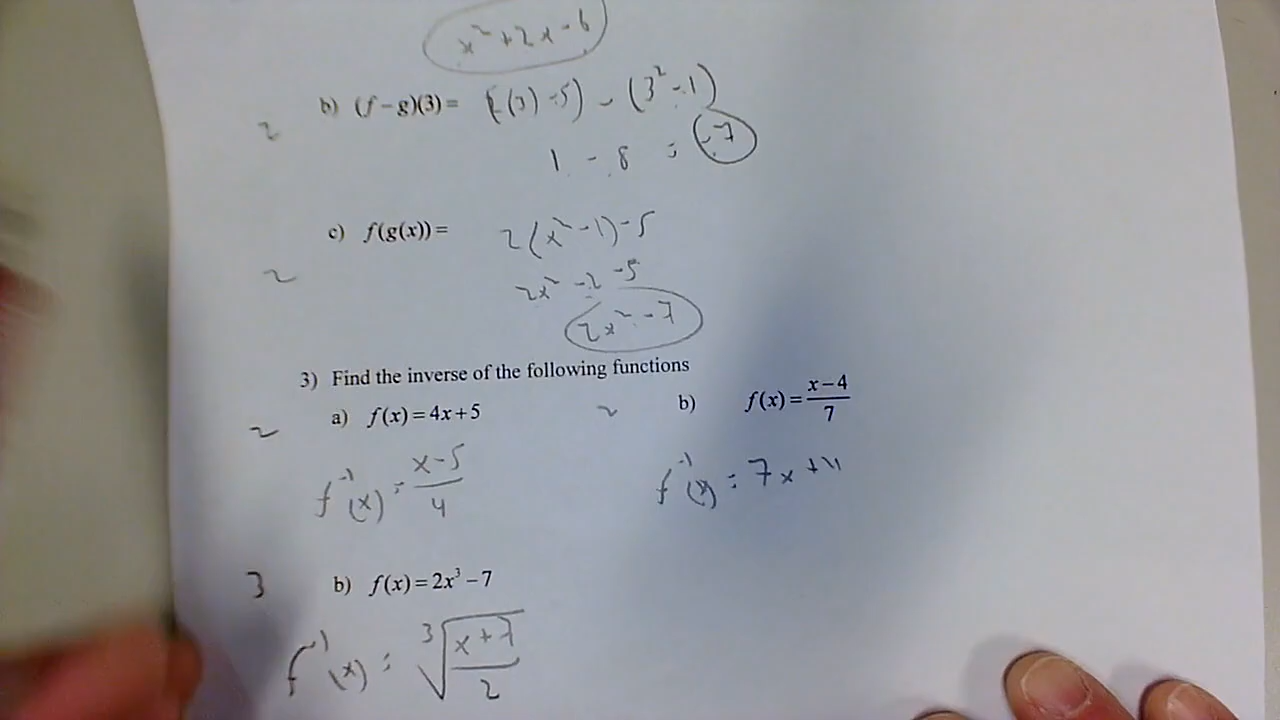 x² + 2x - 6
b) (f - g)(3) = (2(3) - 5) - (3² - 1)
2
1 - 8 = -7
c) f(g(x)) = 2(x² - 1) - 5
2
2x² - 2 - 5
2x² - 7
3) Find the inverse of the following functions
2 a) f(x) = 4x + 5 2 b) f(x) = (x - 4)/7
f⁻¹(x) = (x - 5)/4 f⁻¹(x) = 7x + 4
3 b) f(x) = 2x³ - 7
f⁻¹(x) = ∛((x + 7)/2)